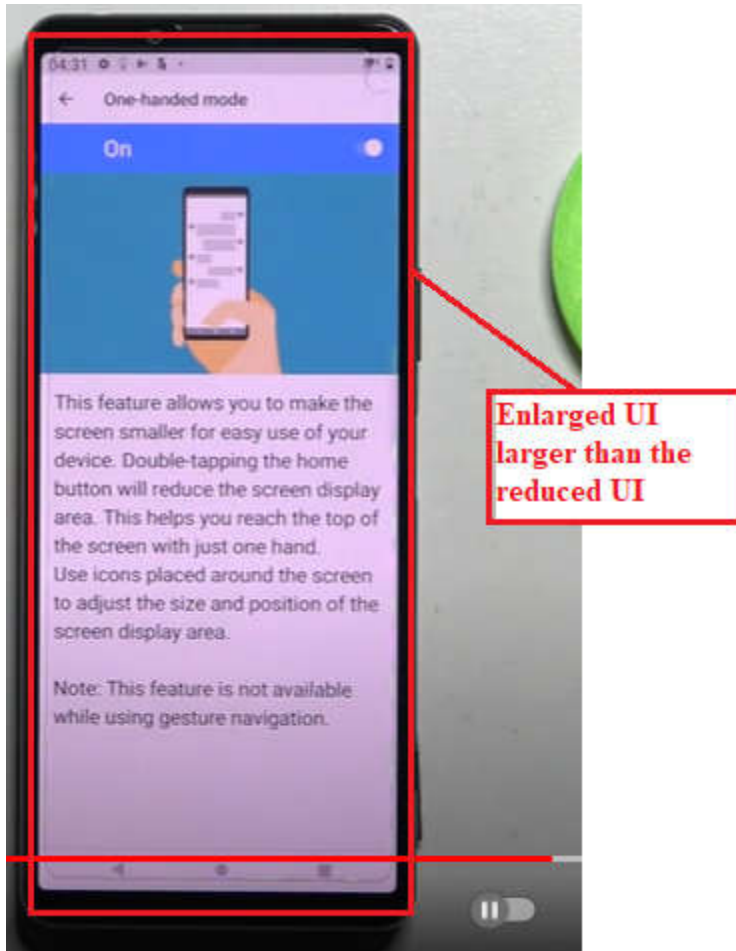 04:31
One-handed mode
On
This feature allows you to make the
screen smaller for easy use of your
device. Double-tapping the home
button will reduce the screen display
area. This helps you reach the top of
the screen with just one hand.
Use icons placed around the screen
to adjust the size and position of the
screen display area.
Note: This feature is not available
while using gesture navigation.
Enlarged UI
larger than the
reduced UI